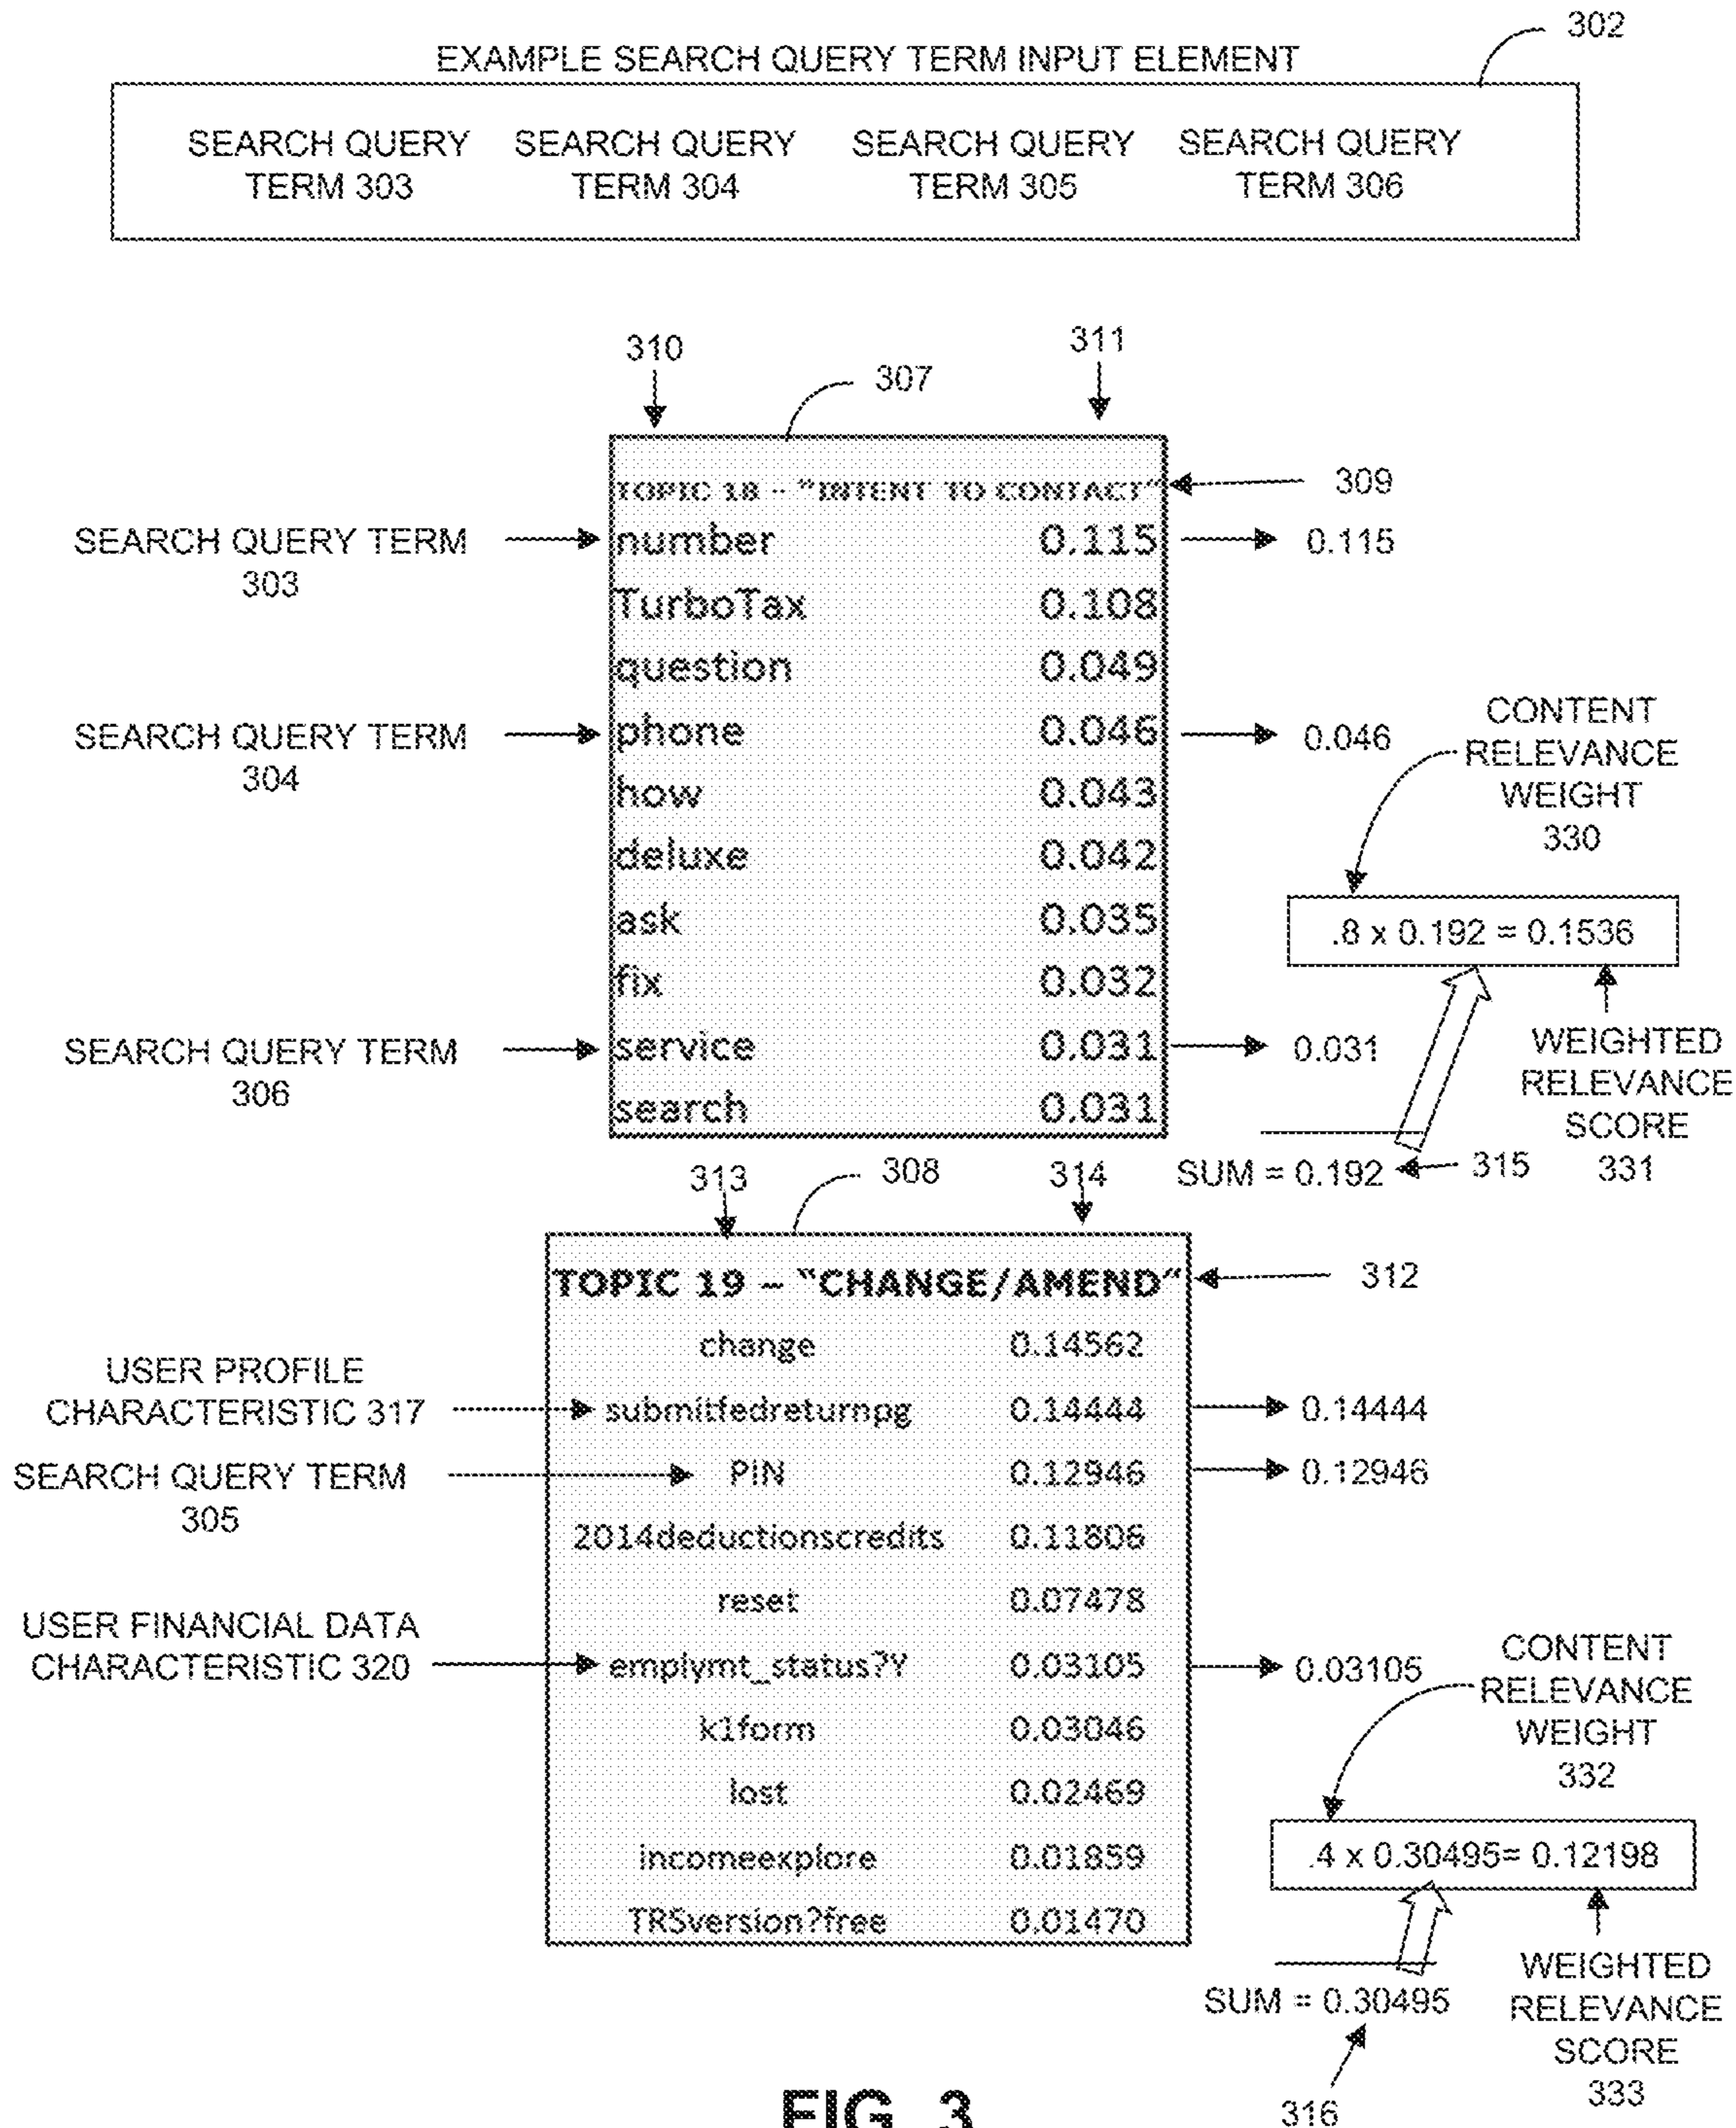 302
EXAMPLE SEARCH QUERY TERM INPUT ELEMENT
SEARCH QUERY TERM 303
SEARCH QUERY TERM 304
SEARCH QUERY TERM 305
SEARCH QUERY TERM 306
310
311
307
TOPIC 18 - "INTENT TO CONTACT"
309
SEARCH QUERY TERM
303
number 0.115
0.115
TurboTax 0.108
question 0.049
SEARCH QUERY TERM
304
phone 0.046
0.046
how 0.043
deluxe 0.042
ask 0.035
fix 0.032
SEARCH QUERY TERM
306
service 0.031
0.031
search 0.031
CONTENT
RELEVANCE
WEIGHT
330
.8 x 0.192 = 0.1536
WEIGHTED
RELEVANCE
SCORE
331
SUM = 0.192
315
313
308
314
TOPIC 19 – "CHANGE/AMEND"
312
change 0.14562
USER PROFILE
CHARACTERISTIC 317
submitfedreturnpg 0.14444
0.14444
SEARCH QUERY TERM
305
PIN 0.12946
0.12946
2014deductionscredits 0.11806
reset 0.07478
USER FINANCIAL DATA
CHARACTERISTIC 320
emplymt_status?Y 0.03105
0.03105
k1form 0.03046
lost 0.02469
incomeexplore 0.01859
TRSversion?free 0.01470
CONTENT
RELEVANCE
WEIGHT
332
.4 x 0.30495= 0.12198
WEIGHTED
RELEVANCE
SCORE
333
SUM = 0.30495
316
FIG. 3